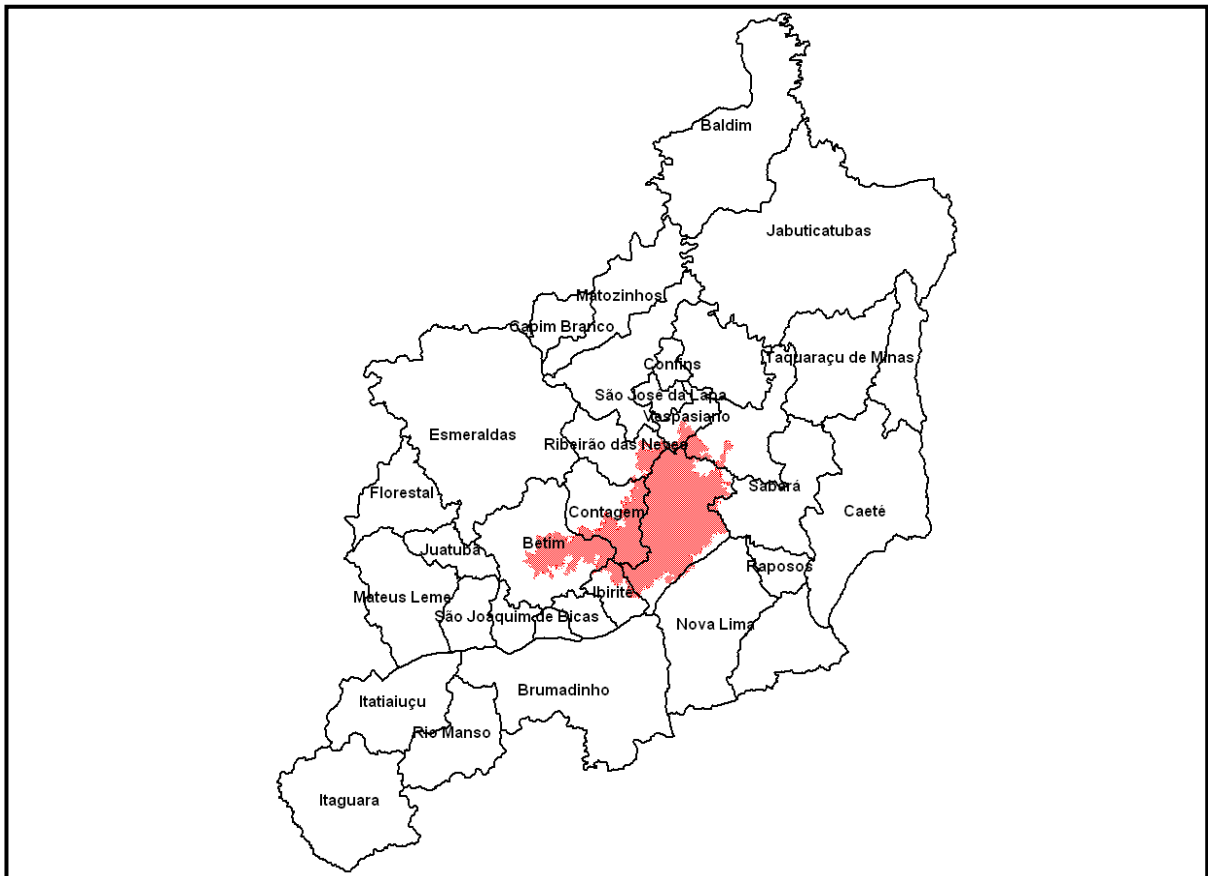 Baldim
Jabuticatubas
Matozinhos
Capim Branco
Confins
Taquaraçu de Minas
São José da Lapa
Vespasiano
Esmeraldas
Ribeirão das Neves
Florestal
Sabará
Contagem
Caeté
Betim
Juatuba
Raposos
Ibirité
Mateus Leme
São Joaquim de Bicas
Nova Lima
Brumadinho
Itatiaiuçu
Rio Manso
Itaguara